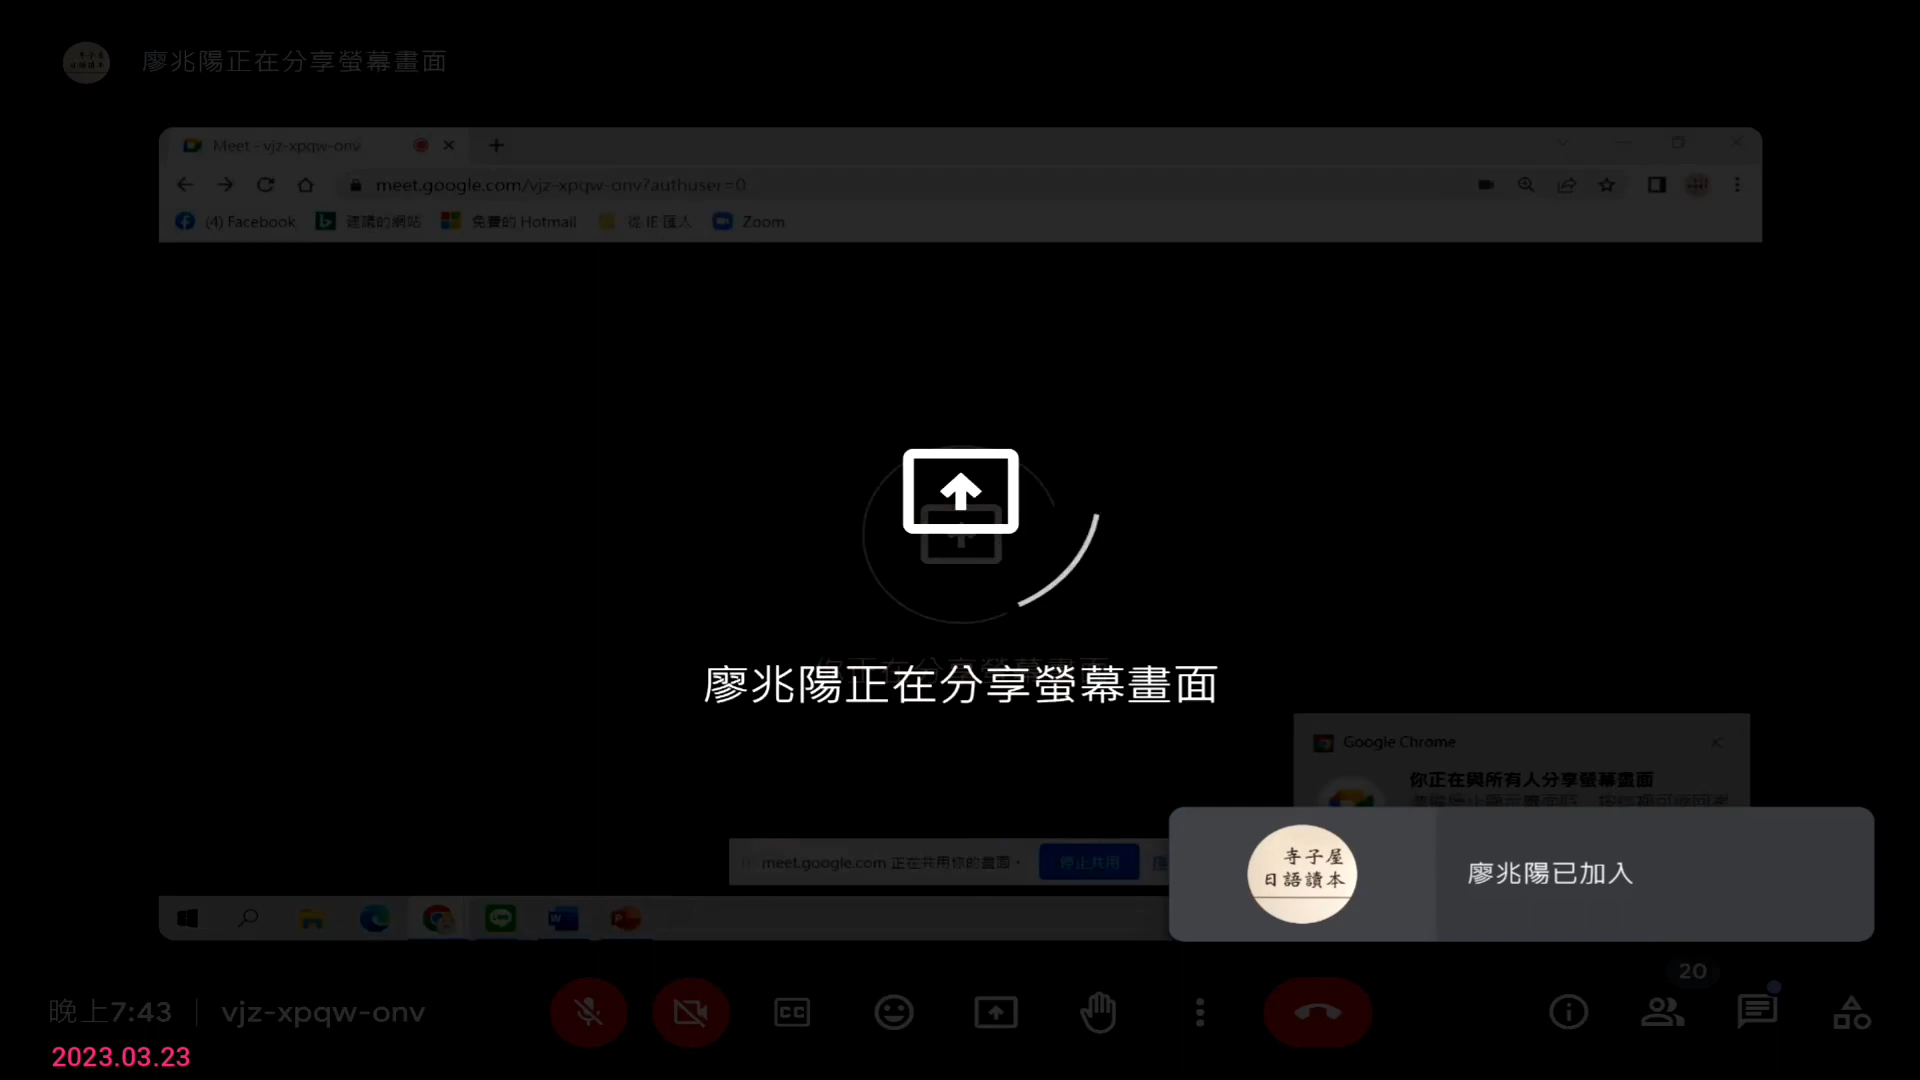 廖兆陽正在分享螢幕畫面
Meet - vjz-xpqw-onv
meet.google.com/vjz-xpqw-onv?authuser=0
(4) Facebook 建議的網站 免費的 Hotmail 從 IE 匯入 Zoom
廖兆陽正在分享螢幕畫面
Google Chrome
你正在與所有人分享螢幕畫面
meet.google.com 正在共用你的畫面。 停止共用
寺子屋
日語讀本
廖兆陽已加入
20
晚上7:43 vjz-xpqw-onv
2023.03.23